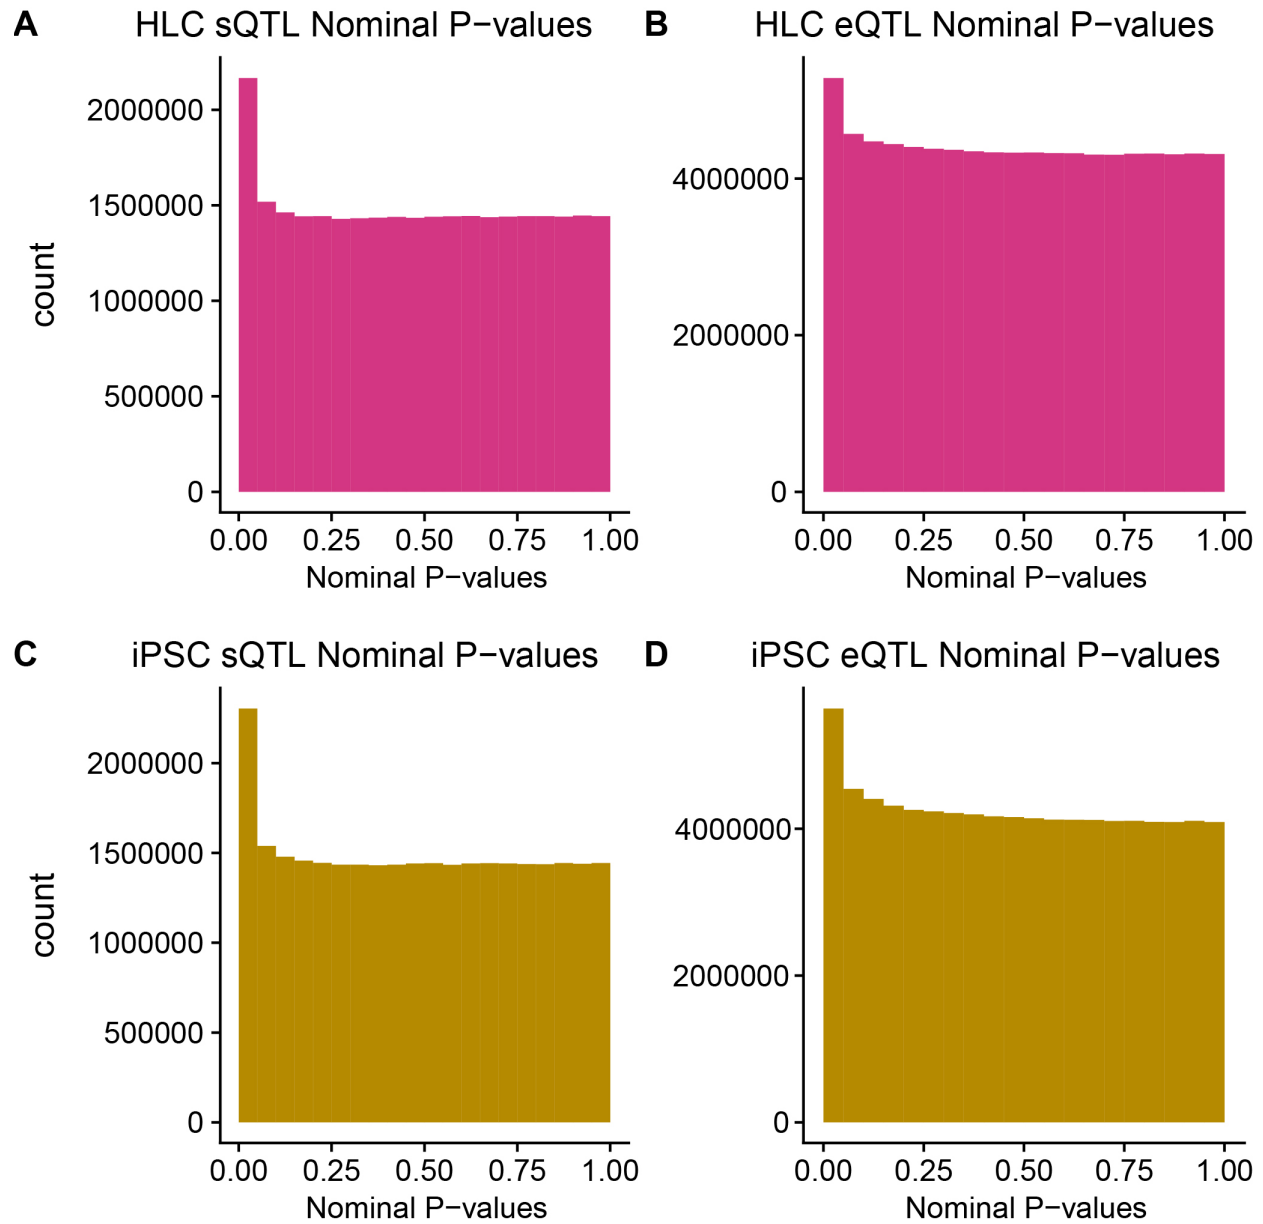 A HLC sQTL Nominal P−values
2000000
1500000
1000000
500000
0
count
0.00 0.25 0.50 0.75 1.00
Nominal P−values
B HLC eQTL Nominal P−values
4000000
2000000
0
0.00 0.25 0.50 0.75 1.00
Nominal P−values
C iPSC sQTL Nominal P−values
2000000
1500000
1000000
500000
0
count
0.00 0.25 0.50 0.75 1.00
Nominal P−values
D iPSC eQTL Nominal P−values
4000000
2000000
0
0.00 0.25 0.50 0.75 1.00
Nominal P−values